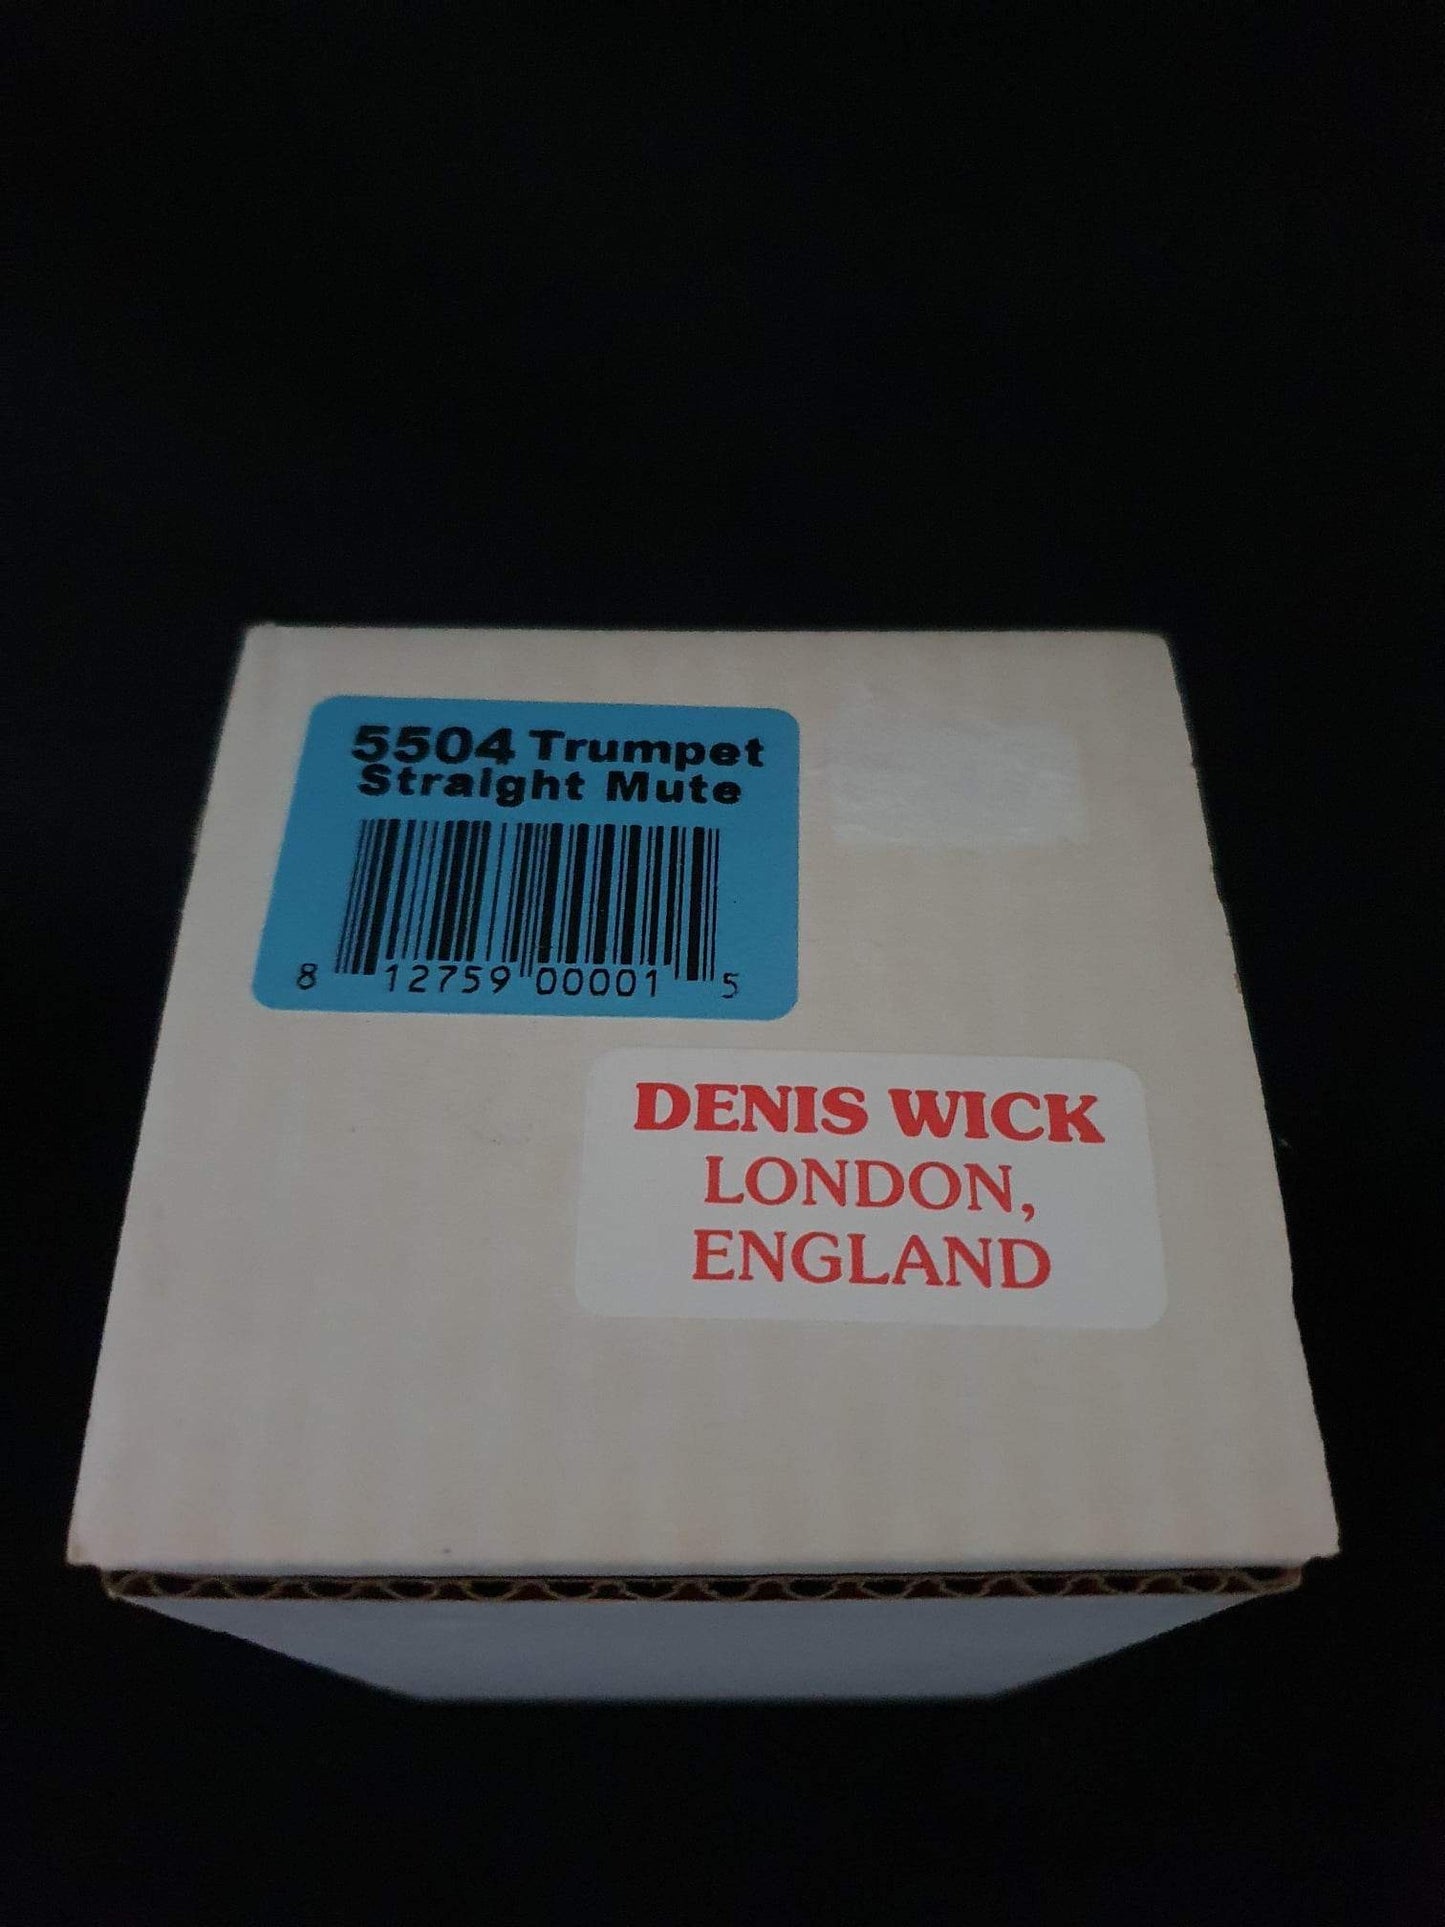 5504 Trumpet
Straight Mute
8 12759 00001 5
DENIS WICK
LONDON,
ENGLAND